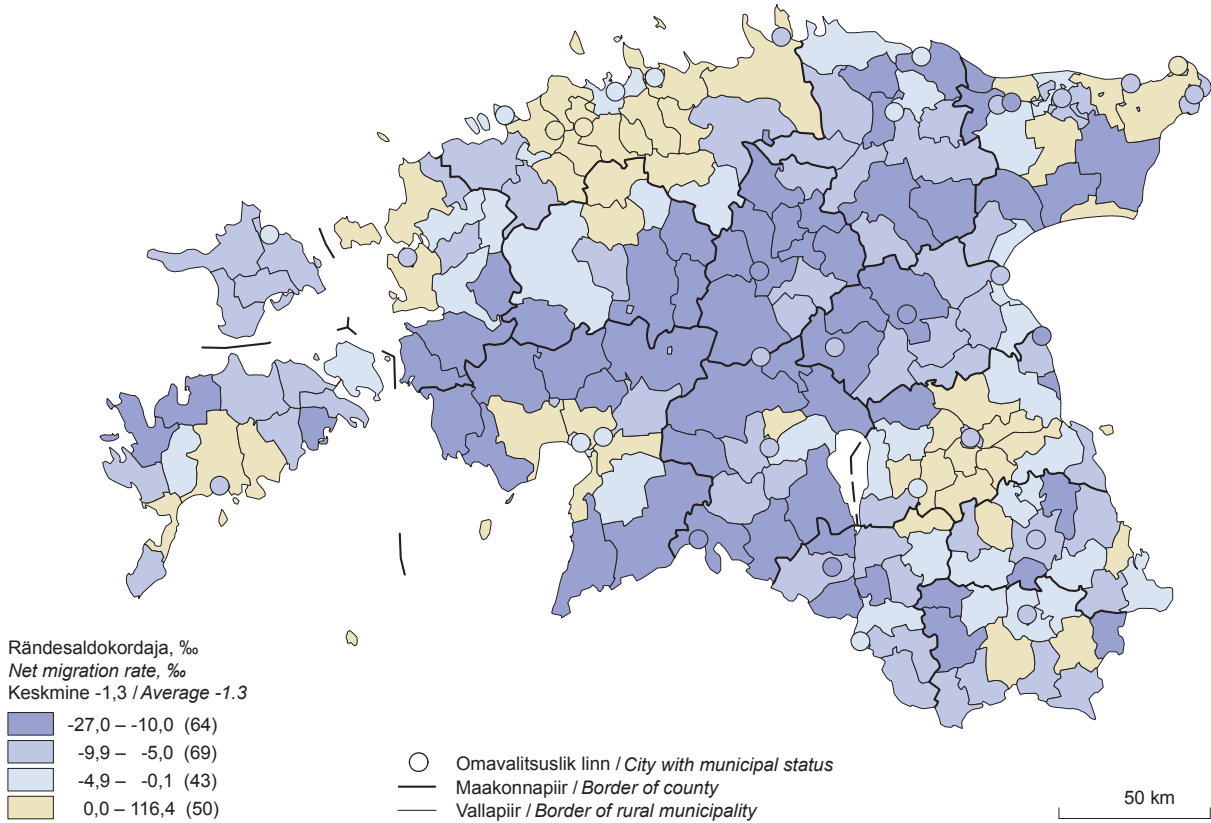 Rändesaldokordaja, ‰
Net migration rate, ‰
Keskmine -1,3 / Average -1.3
-27,0 – -10,0 (64)
-9,9 – -5,0 (69)
-4,9 – -0,1 (43)
0,0 – 116,4 (50)
Omavalitsuslik linn / City with municipal status
Maakonnapiir / Border of county
Vallapiir / Border of rural municipality
50 km